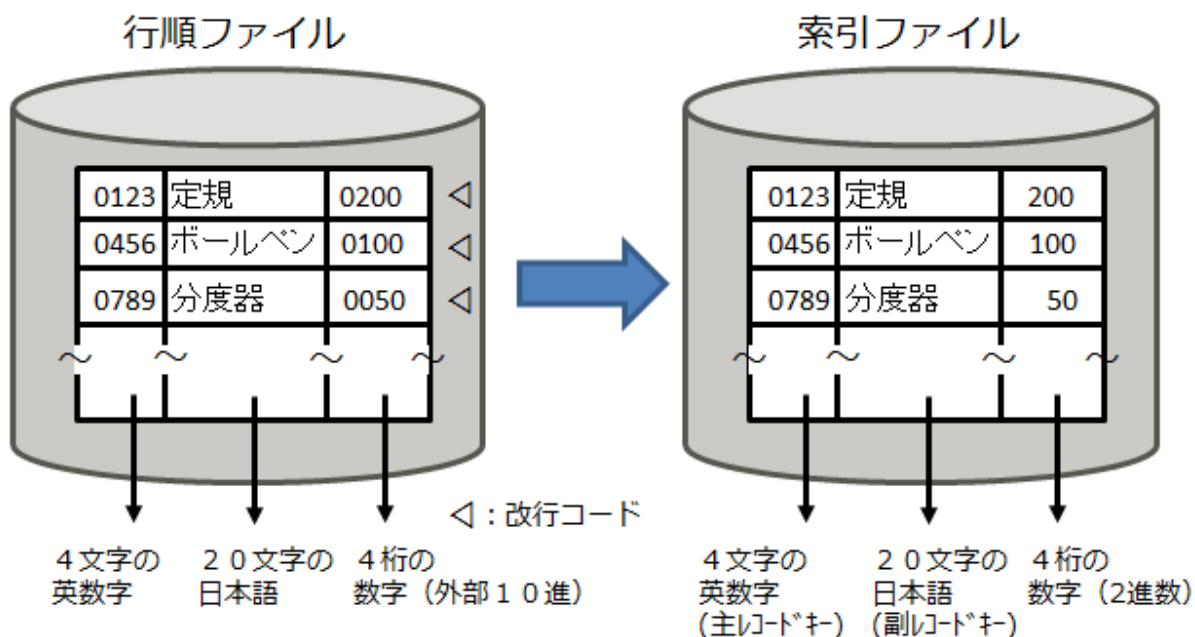 行順ファイル
索引ファイル
0123 定規 0200 ◁
0456 ボールペン 0100 ◁
0789 分度器 0050 ◁
~ ~ ~ ~
0123 定規 200
0456 ボールペン 100
0789 分度器 50
~ ~ ~ ~
◁:改行コード
4文字の
英数字
20文字の
日本語
4桁の
数字(外部10進)
4文字の
英数字
(主レコードキー)
20文字の
日本語
(副レコードキー)
4桁の
数字(2進数)